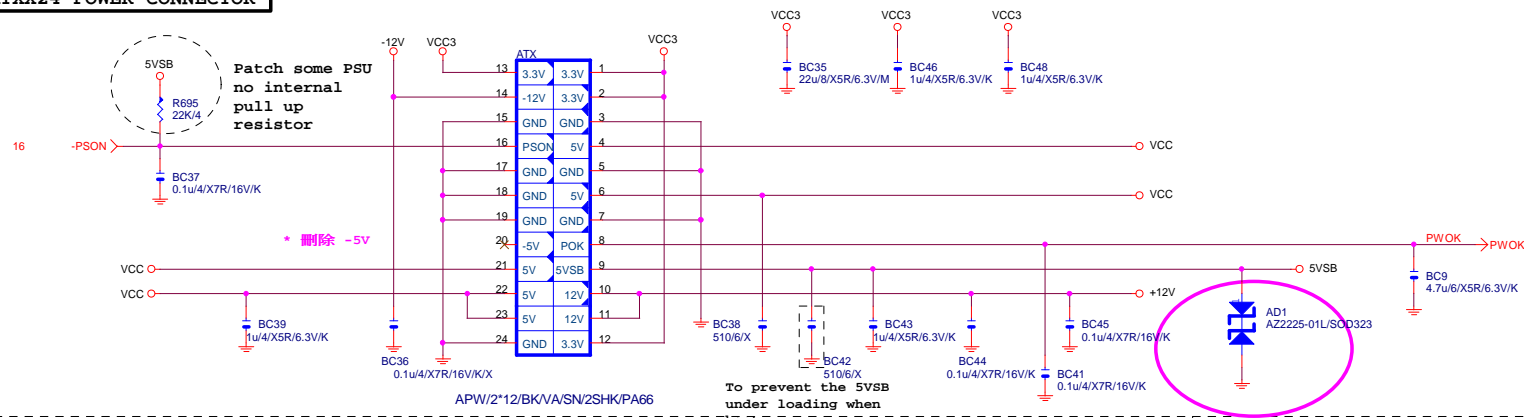 5VSB
R695
22K/4
Patch some PSU
no internal
pull up
resistor
16
-PSON
BC37
0.1u/4/X7R/16V/K
* 刪除 -5V
VCC
VCC
BC39
1u/4/X5R/6.3V/K
-12V
VCC3
BC36
0.1u/4/X7R/16V/K/X
ATX
VCC3
13 3.3V 3.3V 1
14 -12V 3.3V 2
15 GND GND 3
16 PSON 5V 4
17 GND GND 5
18 GND 5V 6
19 GND GND 7
20 -5V POK 8
21 5V 5VSB 9
22 5V 12V 10
23 5V 12V 11
24 GND 3.3V 12
APW/2*12/BK/VA/SN/2SHK/PA66
VCC3
BC35
22u/8/X5R/6.3V/M
VCC3
BC46
1u/4/X5R/6.3V/K
VCC3
BC48
1u/4/X5R/6.3V/K
VCC
VCC
PWOK
PWOK
5VSB
+12V
BC38
510/6/X
BC42
510/6/X
BC43
1u/4/X5R/6.3V/K
BC44
0.1u/4/X7R/16V/K
BC45
0.1u/4/X7R/16V/K
BC41
0.1u/4/X7R/16V/K
AD1
AZ2225-01L/SOD323
BC9
4.7u/6/X5R/6.3V/K
To prevent the 5VSB
under loading when